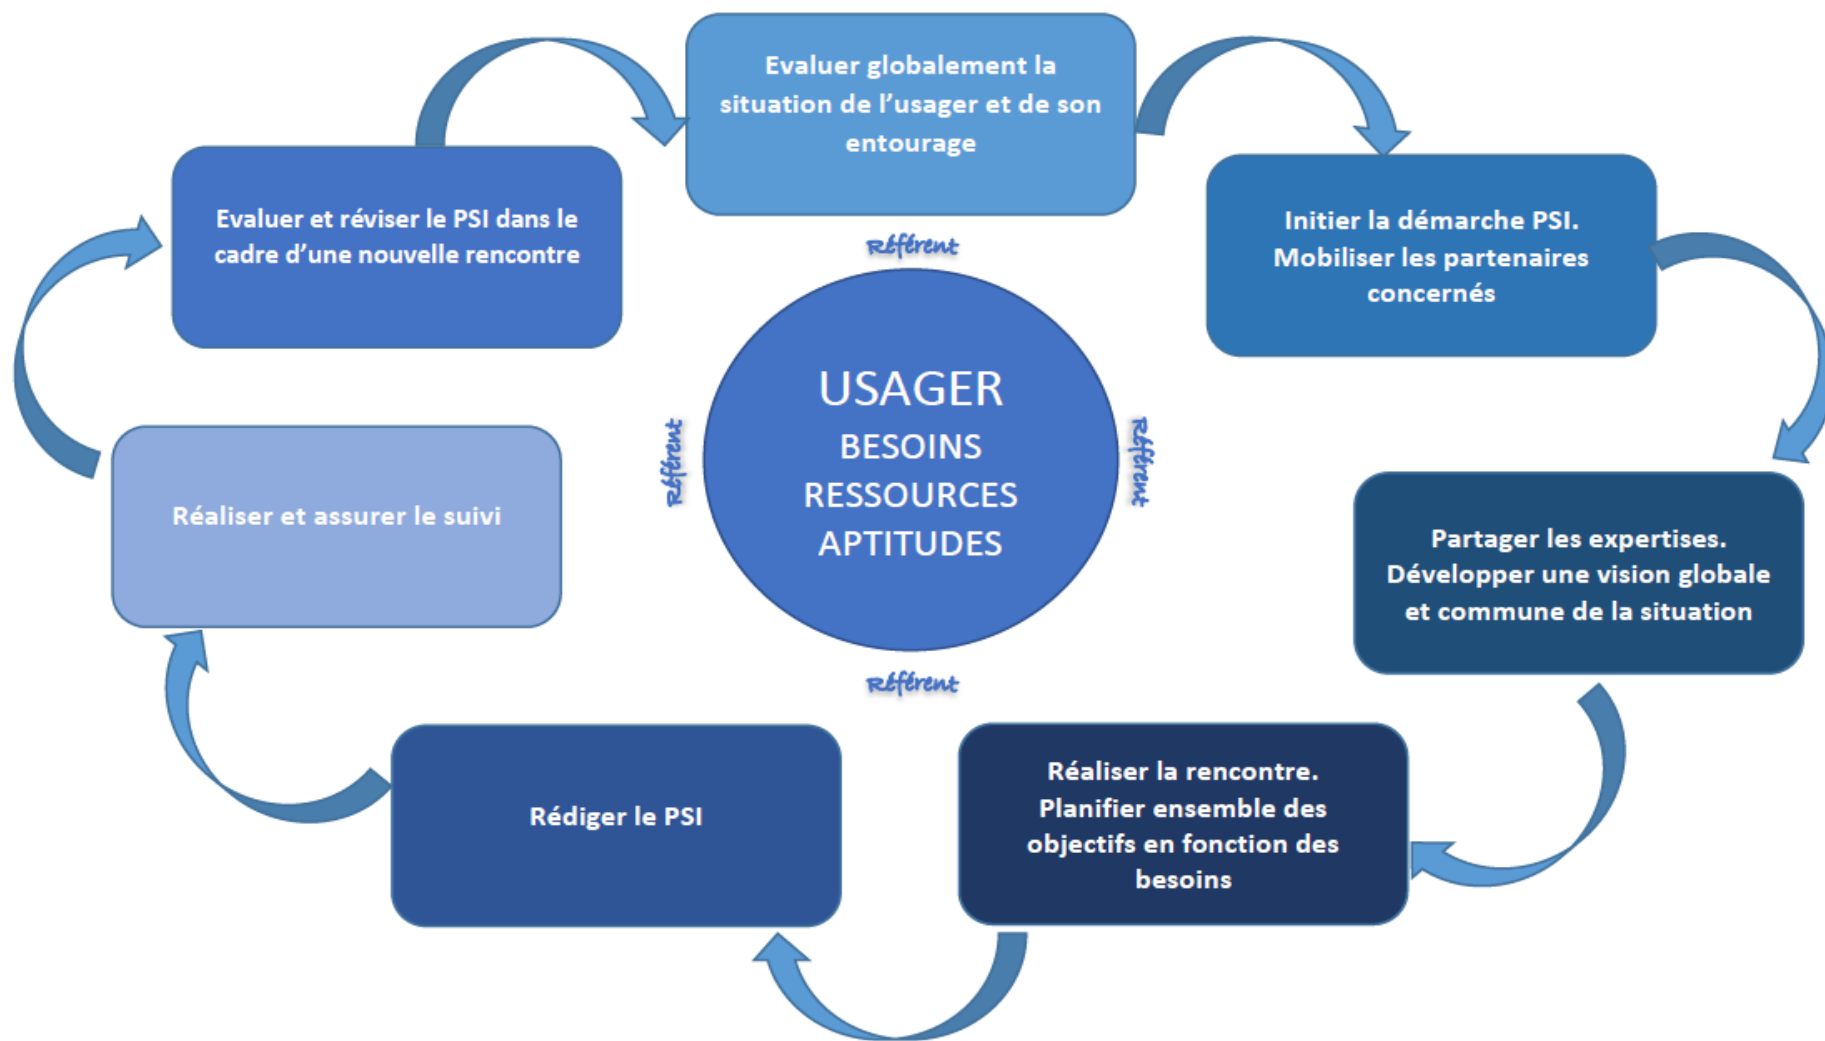 Evaluer globalement la
situation de l'usager et de son
entourage
Initier la démarche PSI.
Mobiliser les partenaires
concernés
Partager les expertises.
Développer une vision globale
et commune de la situation
Réaliser la rencontre.
Planifier ensemble des
objectifs en fonction des
besoins
Rédiger le PSI
Réaliser et assurer le suivi
Evaluer et réviser le PSI dans le
cadre d'une nouvelle rencontre
Référent
Référent
Référent
Référent
USAGER
BESOINS
RESSOURCES
APTITUDES